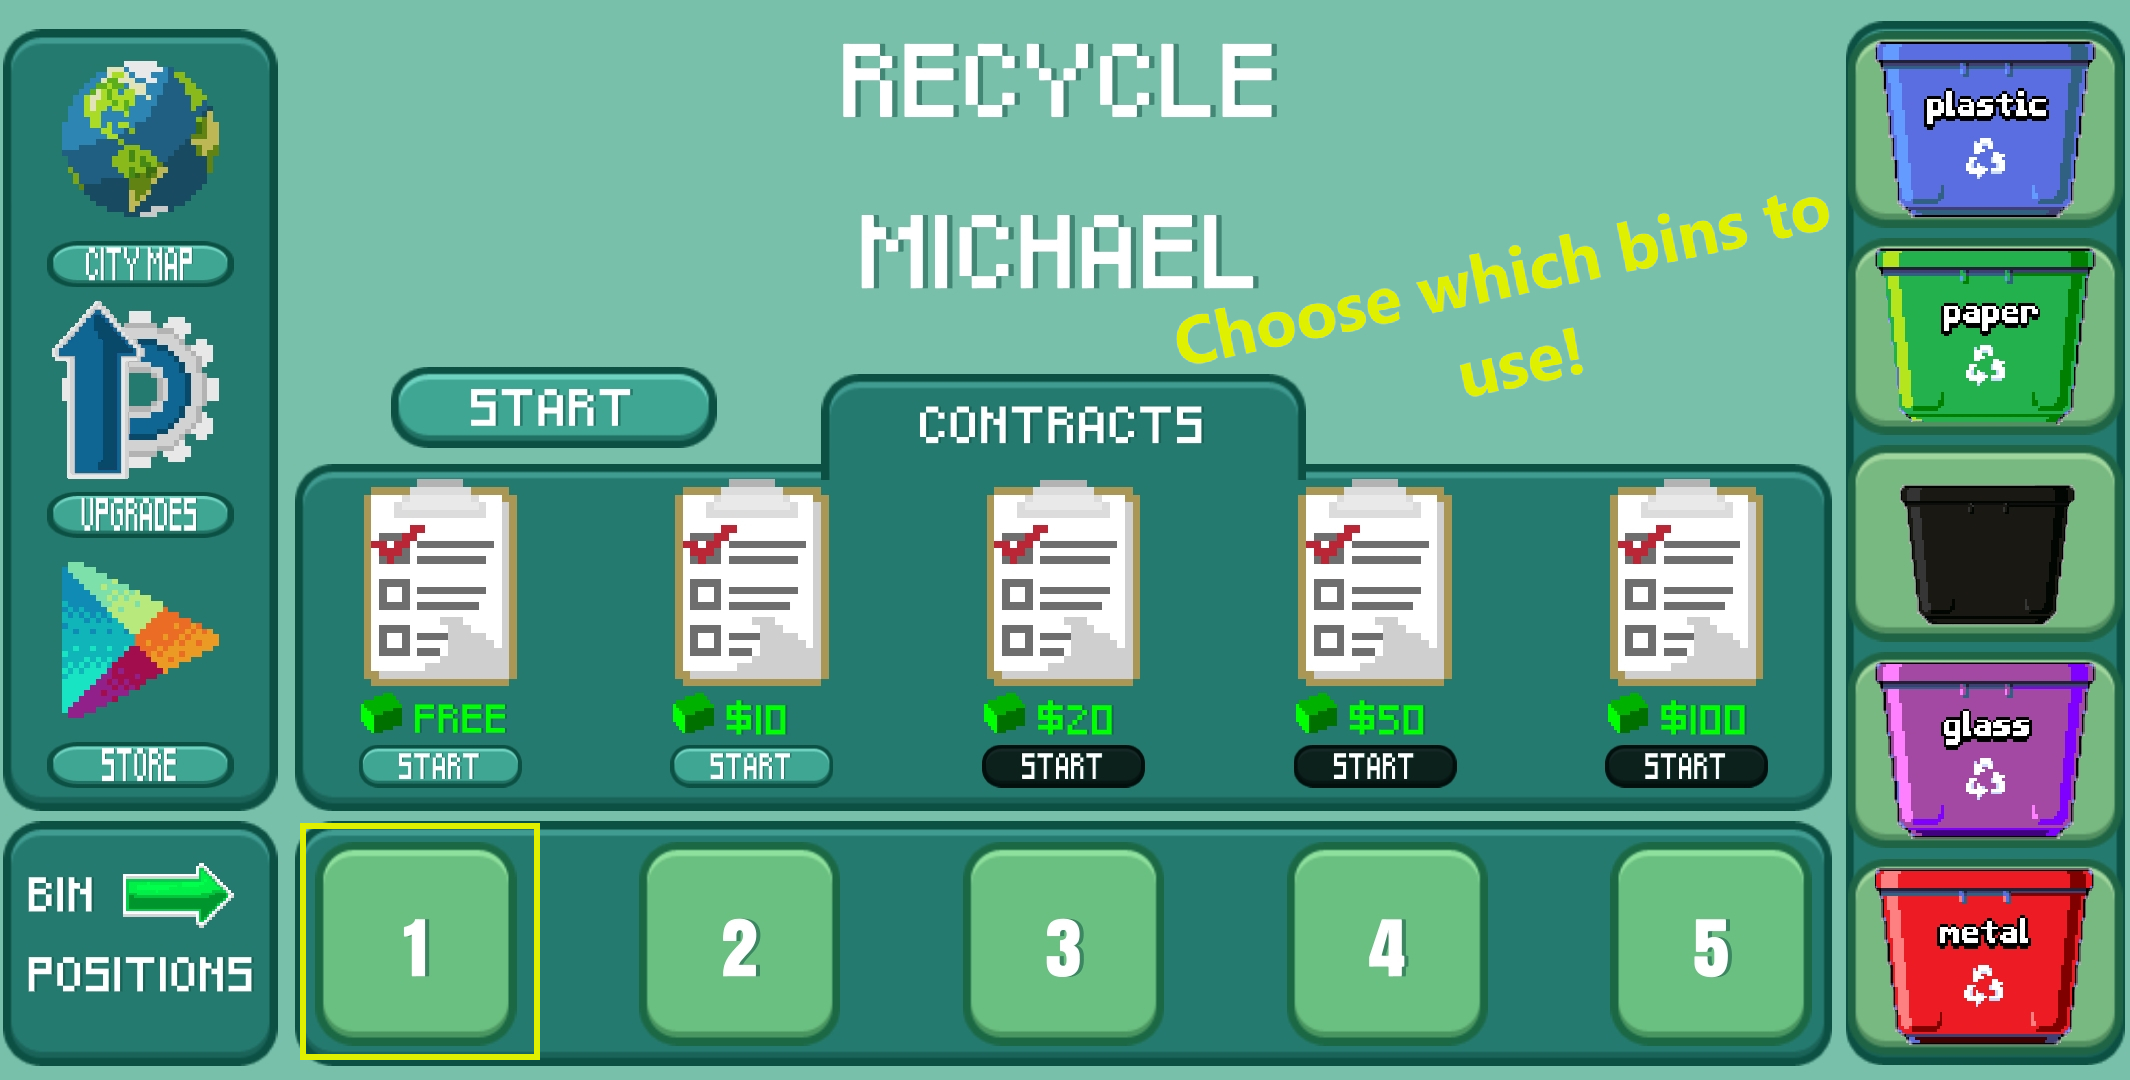 RECYCLE
MICHAEL
Choose which bins to
use!
CITY MAP
UPGRADES
STORE
START
CONTRACTS
FREE
$10
$20
$50
$100
START
START
START
START
START
BIN
POSITIONS
1
2
3
4
5
plastic
paper
glass
metal